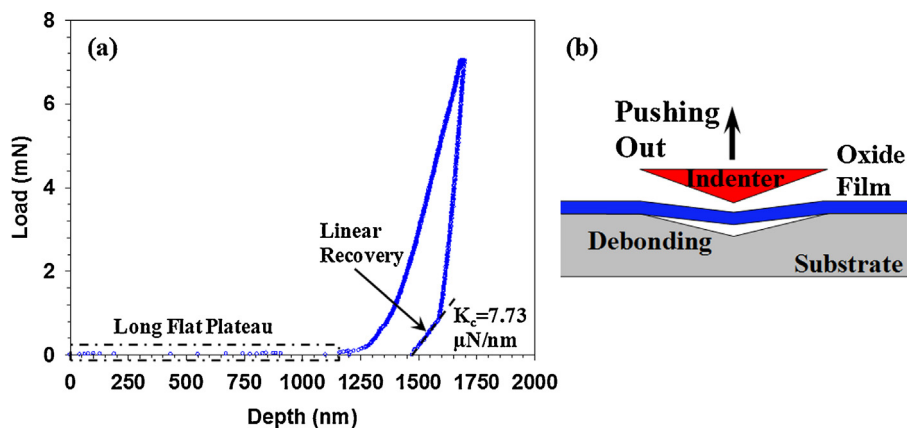 (a)
8
6
4
2
0
Load (mN)
Linear
Recovery
Long Flat Plateau
K_c=7.73
μN/nm
0 250 500 750 1000 1250 1500 1750 2000
Depth (nm)
(b)
Pushing
Out
Oxide
Film
Indenter
Debonding
Substrate